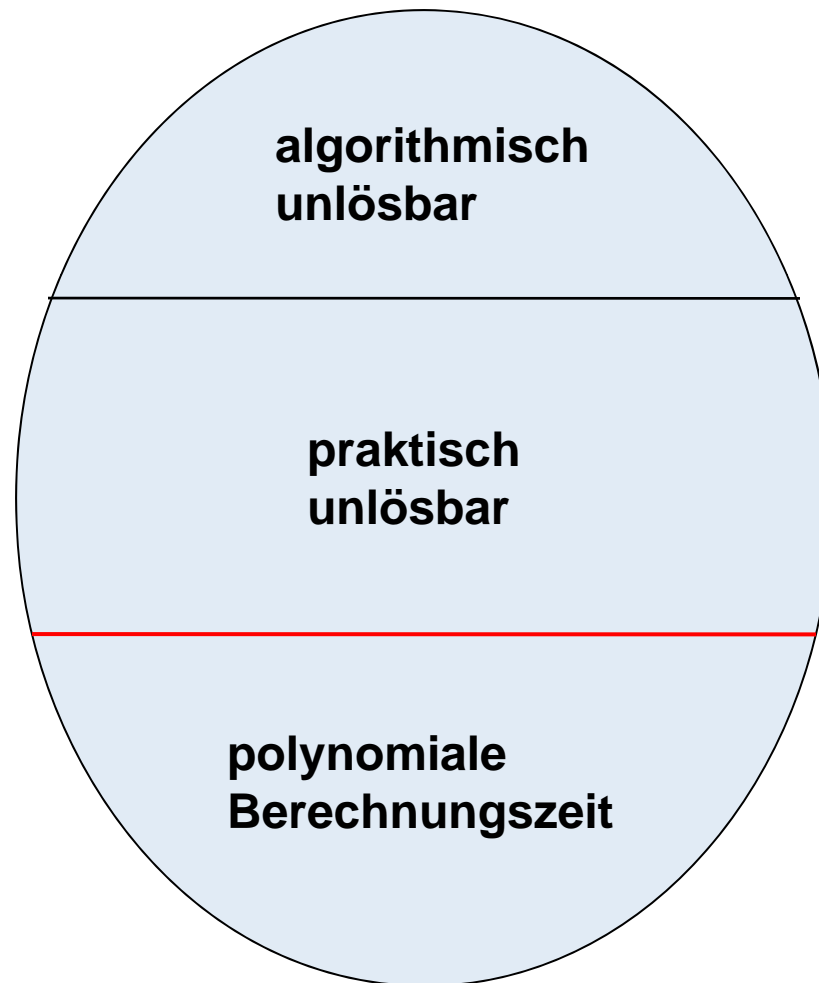 algorithmisch
unlösbar
praktisch
unlösbar
polynomiale
Berechnungszeit